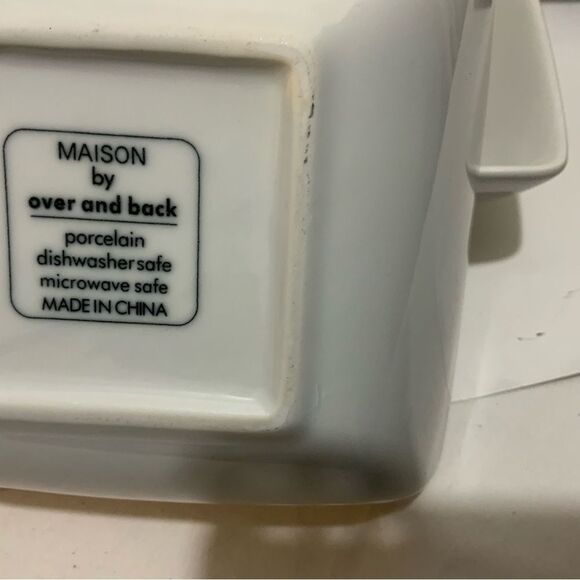 MAISON
by
over and back
porcelain
dishwasher safe
microwave safe
MADE IN CHINA